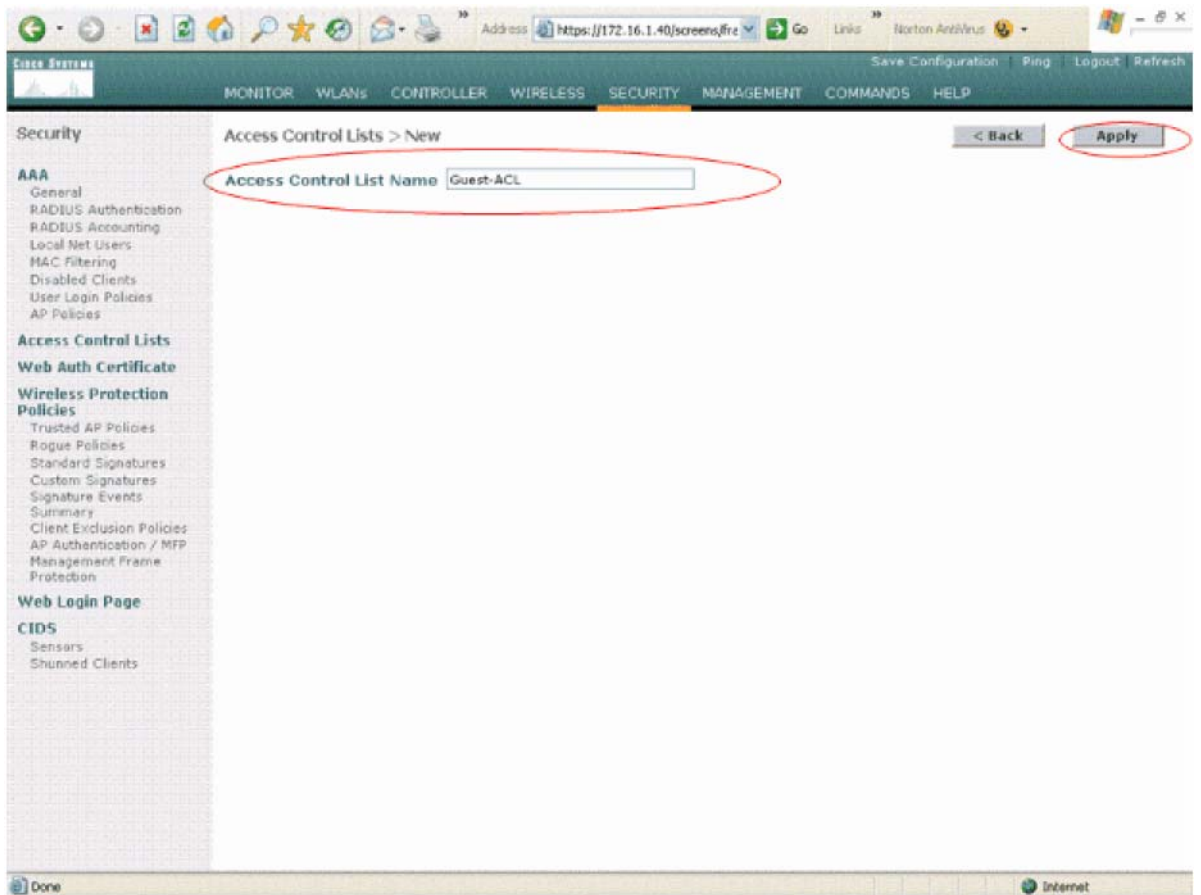 Address https://172.16.1.40/screens/fra Go Links Norton AntiVirus
CISCO SYSTEMS
Save Configuration Ping Logout Refresh
MONITOR WLANs CONTROLLER WIRELESS SECURITY MANAGEMENT COMMANDS HELP
Security
AAA
General
RADIUS Authentication
RADIUS Accounting
Local Net Users
MAC Filtering
Disabled Clients
User Login Policies
AP Policies
Access Control Lists
Web Auth Certificate
Wireless Protection
Policies
Trusted AP Policies
Rogue Policies
Standard Signatures
Custom Signatures
Signature Events
Summary
Client Exclusion Policies
AP Authentication / MFP
Management Frame
Protection
Web Login Page
CIDS
Sensors
Shunned Clients
Access Control Lists > New
< Back Apply
Access Control List Name Guest-ACL
Done Internet